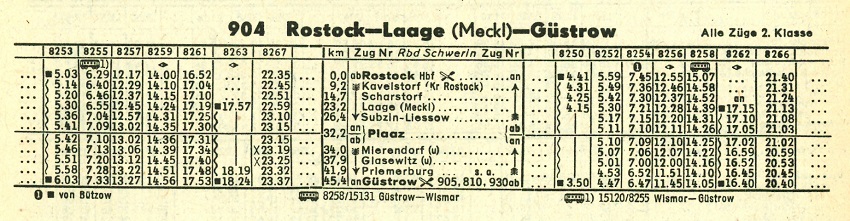 904 Rostock—Laage (Meckl)—Güstrow Alle Züge 2. Klasse
8253 8255 8257 8259 8261 8263 8267 km Zug Nr Rbd Schwerin Zug Nr 8250 8252 8254 8256 8258 8262 8266
1) ❶
... ■5.03 6.29 12.17 14.00 16.52 ... 22.35 ... 0,0 ab Rostock Hbf an ... ■4.41 5.59 7.45 12.55 15.07 ... 21.40 ...
... 5.14 6.40 12.29 14.10 17.04 ... 22.45 ... 9,2 Kavelstorf (Kr Rostock) ... 4.31 5.49 7.36 12.46 14.58 ... 21.31 ...
... 5.20 6.46 12.37 14.15 17.10 ... 22.51 ... 14,7 Scharstorf ... 4.25 5.42 7.30 12.37 14.52 an 21.24 ...
... 5.30 6.55 12.45 14.24 17.19 ■17.57 22.59 ... 23,2 Laage (Meckl) ... 4.15 5.30 7.21 12.28 14.39 ■17.15 21.13 ...
... 5.36 7.04 12.57 14.31 17.25 23.10 ... 26,4 Subzin-Liessow ... 5.17 7.15 12.20 14.31 17.10 21.08 ...
... 5.41 7.09 13.02 14.35 17.30 23 15 ... 32,2 an Plaaz ab ... 5.11 7.10 12.11 14.26 17.05 21.03 ...
... 5.42 7.10 13.02 14.36 17.31 23.15 ... ab an ... 5.10 7.09 12.10 14.25 17.02 21.02 ...
... 5.46 7.13 13.06 14.39 17.34 x23.19 ... 34,0 Mierendorf (u) ... 5.07 7.06 12.07 14.22 16.59 20.59 ...
... 5.51 7.20 13.12 14.45 17.40 x23.25 ... 37,9 Glasewitz (u) ... 5.01 7.00 12.00 14.16 16.52 20.53 ...
... 5.58 7.28 13.22 14.51 17.48 18.19 23.32 ... 41,9 Priemerburg s. a. ... 4.53 6.52 11.51 14.09 16.45 20.45 ...
... ■6.03 7.33 13.27 14.56 17.53 ■18.24 23.37 ... 45,4 an Güstrow 905, 810, 930 ab ... ■3.50 4.47 6.47 11.45 14.05 ■16.40 20.40 ...
❶ ■ von Bützow 8258/15131 Güstrow—Wismar 1) 15120/8255 Wismar—Güstrow